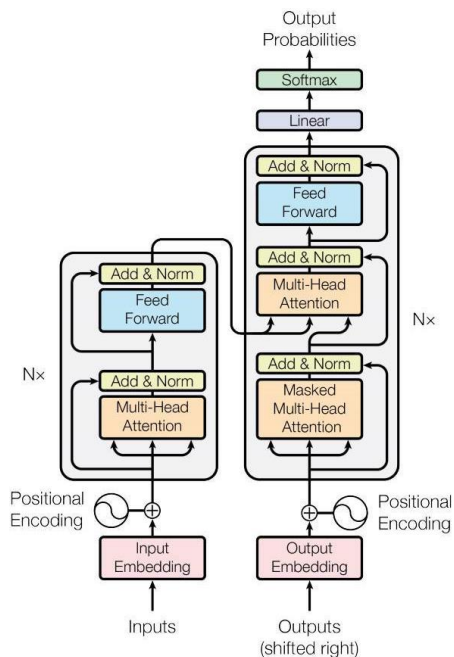 Output
Probabilities
Softmax
Linear
Add & Norm
Feed
Forward
Add & Norm
Multi-Head
Attention
Add & Norm
Masked
Multi-Head
Attention
N×
Add & Norm
Feed
Forward
N×
Add & Norm
Multi-Head
Attention
Positional
Encoding
Positional
Encoding
Input
Embedding
Output
Embedding
Inputs
Outputs
(shifted right)